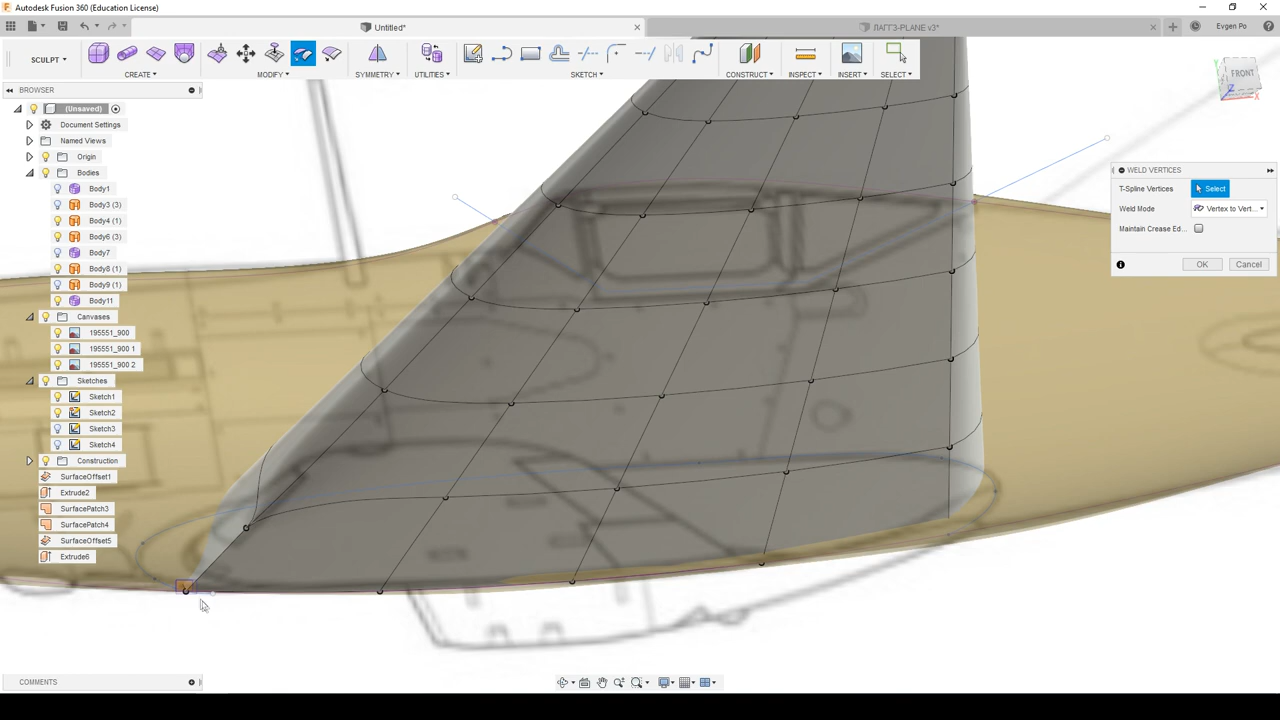 Autodesk Fusion 360 (Education License)
Untitled*
ЛАГГЗ-PLANE v3*
Evgen Po
SCULPT
CREATE
MODIFY
SYMMETRY
UTILITIES
SKETCH
CONSTRUCT
INSPECT
INSERT
SELECT
BROWSER
(Unsaved)
Document Settings
Named Views
Origin
Bodies
Body1
Body3 (3)
Body4 (1)
Body6 (3)
Body7
Body8 (1)
Body9 (1)
Body11
Canvases
195551_900
195551_900 1
195551_900 2
Sketches
Sketch1
Sketch2
Sketch3
Sketch4
Construction
SurfaceOffset1
Extrude2
SurfacePatch3
SurfacePatch4
SurfaceOffset5
Extrude6
FRONT
Y
Z
X
WELD VERTICES
T-Spline Vertices
Select
Weld Mode
Vertex to Vert...
Maintain Crease Ed...
OK
Cancel
COMMENTS